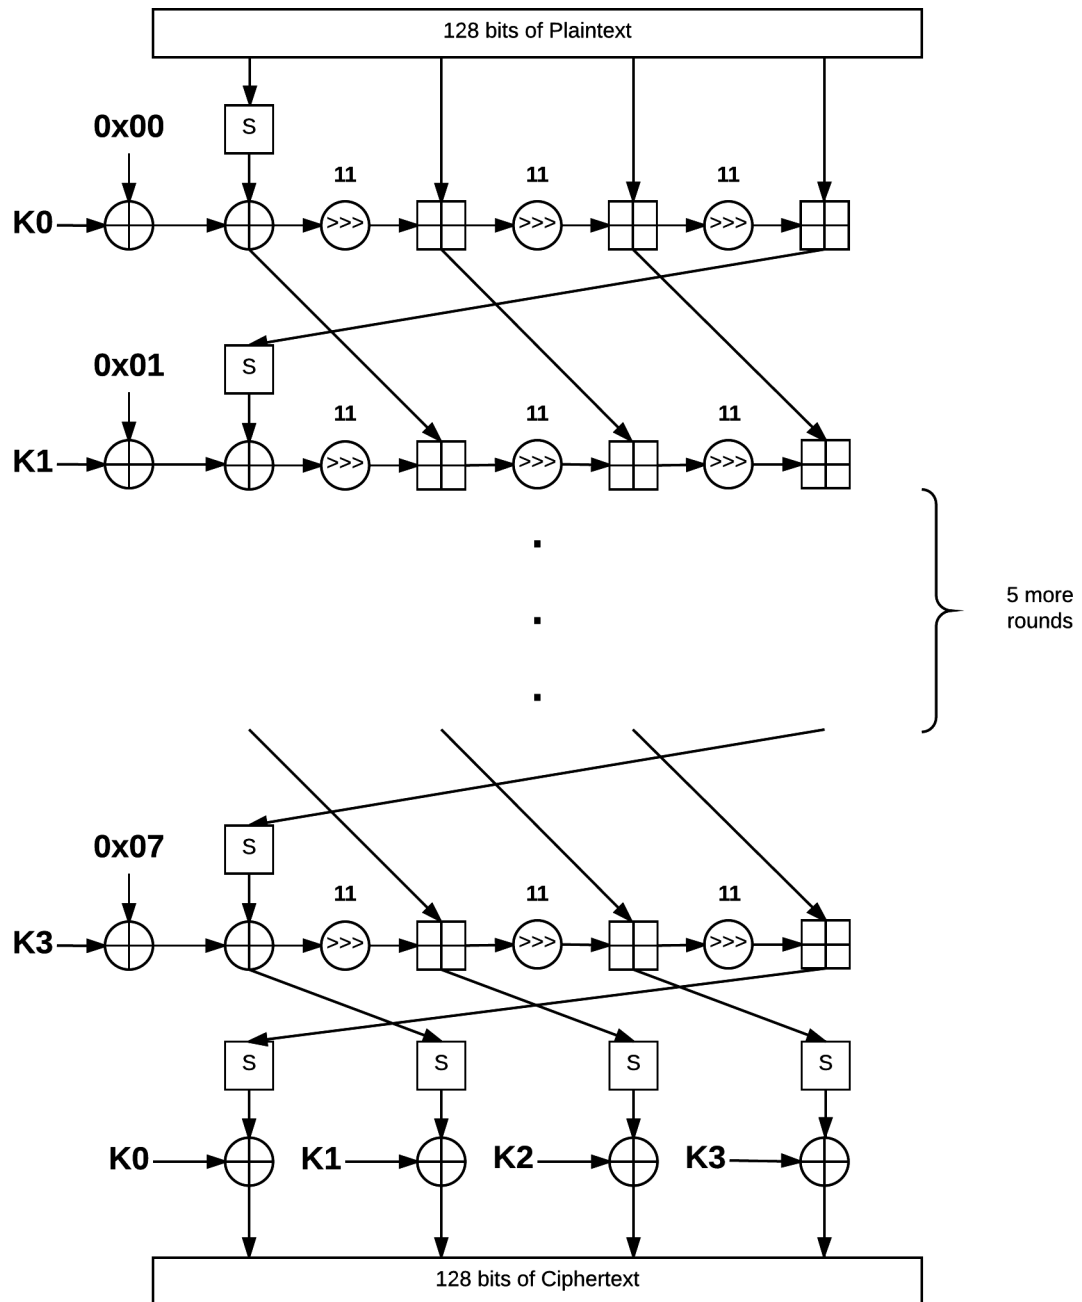 128 bits of Plaintext
0x00
S
11 11 11
K0 >>> >>> >>>
0x01
S
11 11 11
K1 >>> >>> >>>
5 more
rounds
0x07
S
11 11 11
K3 >>> >>> >>>
S S S S
K0 K1 K2 K3
128 bits of Ciphertext